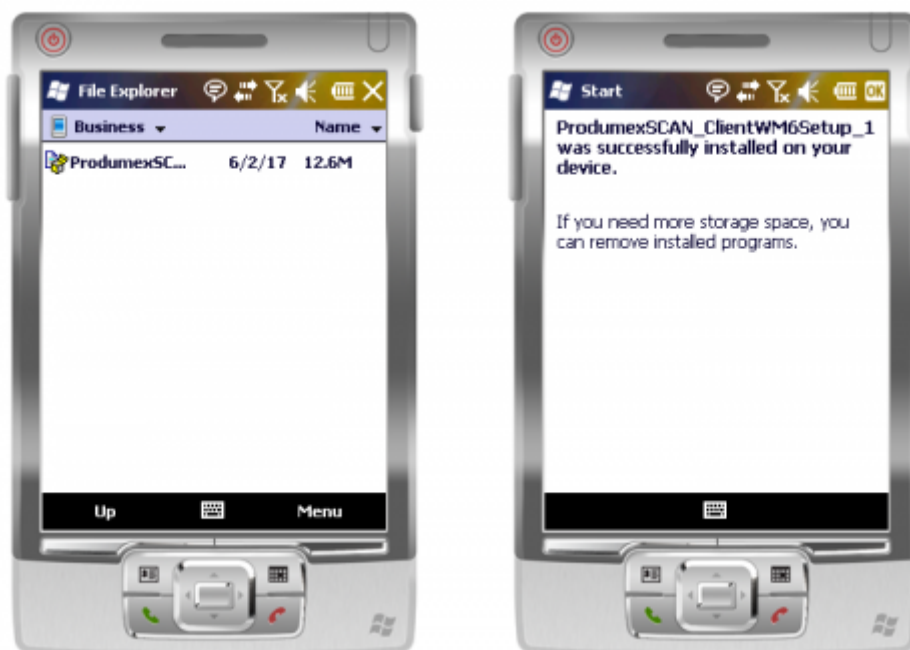 File Explorer
Business
Name
ProdumexSC... 6/2/17 12.6M
Up
Menu
Start
OK
ProdumexSCAN_ClientWM6Setup_1
was successfully installed on your
device.
If you need more storage space, you
can remove installed programs.